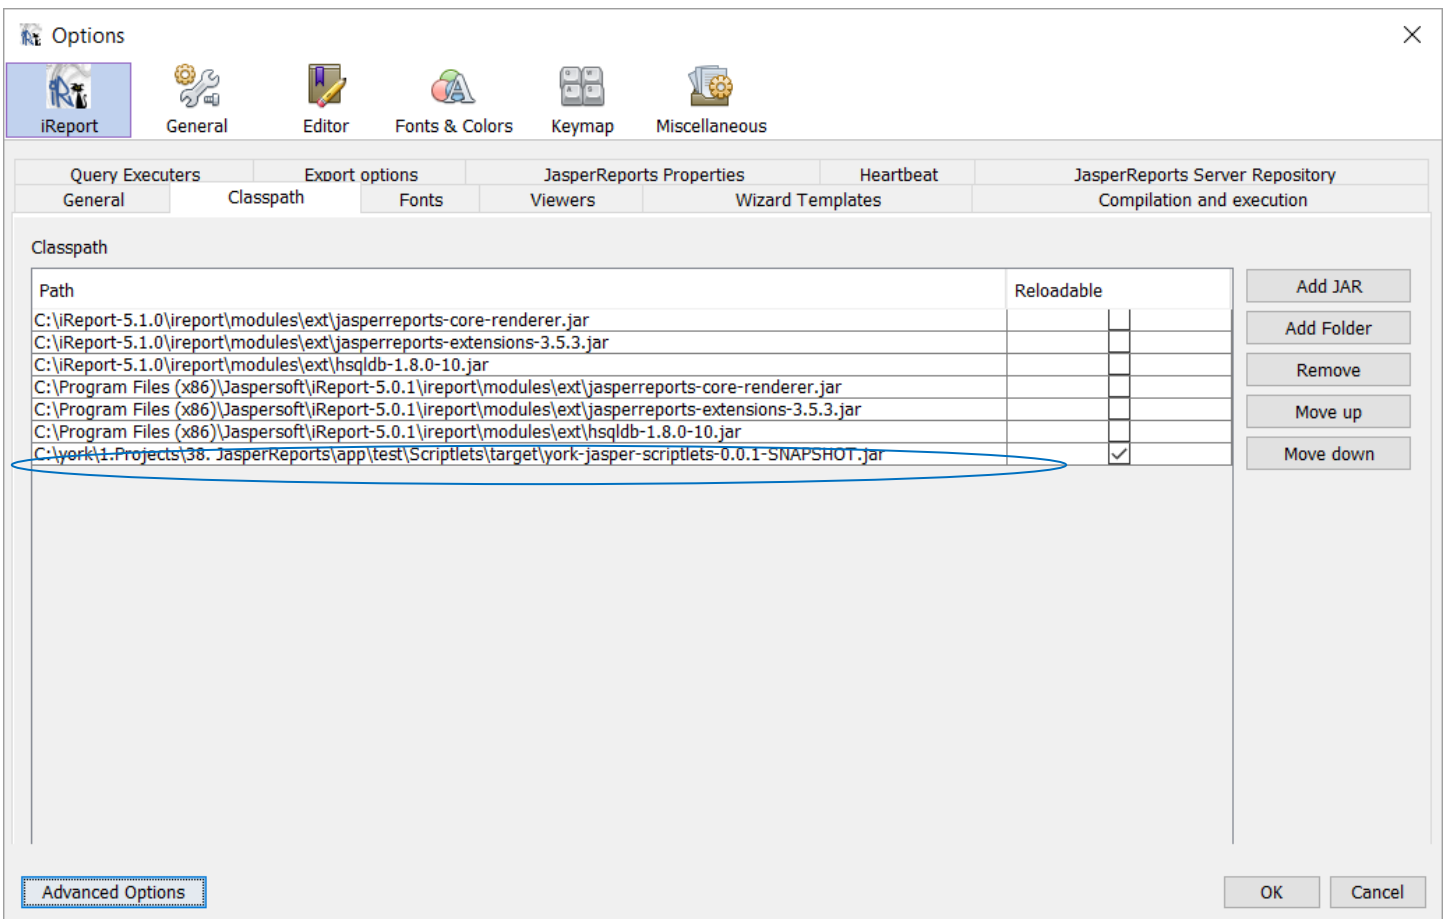 Options
iReport General Editor Fonts & Colors Keymap Miscellaneous
Query Executers Export options JasperReports Properties Heartbeat JasperReports Server Repository
General Classpath Fonts Viewers Wizard Templates Compilation and execution
Classpath
Path Reloadable Add JAR
C:\iReport-5.1.0\ireport\modules\ext\jasperreports-core-renderer.jar
C:\iReport-5.1.0\ireport\modules\ext\jasperreports-extensions-3.5.3.jar Add Folder
C:\iReport-5.1.0\ireport\modules\ext\hsqldb-1.8.0-10.jar Remove
C:\Program Files (x86)\Jaspersoft\iReport-5.0.1\ireport\modules\ext\jasperreports-core-renderer.jar
C:\Program Files (x86)\Jaspersoft\iReport-5.0.1\ireport\modules\ext\jasperreports-extensions-3.5.3.jar Move up
C:\Program Files (x86)\Jaspersoft\iReport-5.0.1\ireport\modules\ext\hsqldb-1.8.0-10.jar
C:\york\1.Projects\38. JasperReports\app\test\Scriptlets\target\york-jasper-scriptlets-0.0.1-SNAPSHOT.jar Move down
Advanced Options OK Cancel